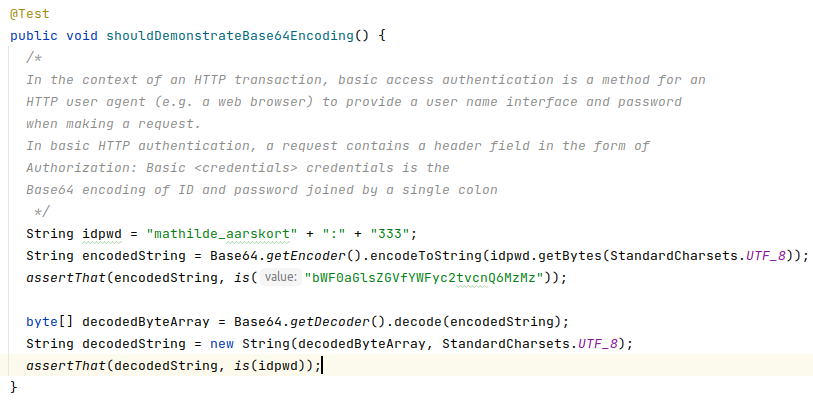 @Test
public void shouldDemonstrateBase64Encoding() {
/*
In the context of an HTTP transaction, basic access authentication is a method for an
HTTP user agent (e.g. a web browser) to provide a user name interface and password
when making a request.
In basic HTTP authentication, a request contains a header field in the form of
Authorization: Basic <credentials> credentials is the
Base64 encoding of ID and password joined by a single colon
*/
String idpwd = "mathilde_aarskort" + ":" + "333";
String encodedString = Base64.getEncoder().encodeToString(idpwd.getBytes(StandardCharsets.UTF_8));
assertThat(encodedString, is( value: "bWF0aGlsZGVfYWFyc2tvcnQ6MzMz"));
byte[] decodedByteArray = Base64.getDecoder().decode(encodedString);
String decodedString = new String(decodedByteArray, StandardCharsets.UTF_8);
assertThat(decodedString, is(idpwd));
}